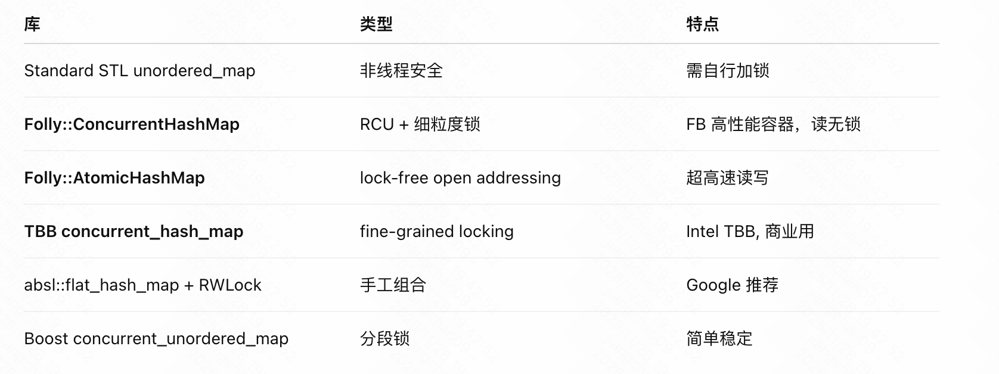 库 类型 特点
Standard STL unordered_map 非线程安全 需自行加锁
Folly::ConcurrentHashMap RCU + 细粒度锁 FB 高性能容器，读无锁
Folly::AtomicHashMap lock-free open addressing 超高速读写
TBB concurrent_hash_map fine-grained locking Intel TBB, 商业用
absl::flat_hash_map + RWLock 手工组合 Google 推荐
Boost concurrent_unordered_map 分段锁 简单稳定